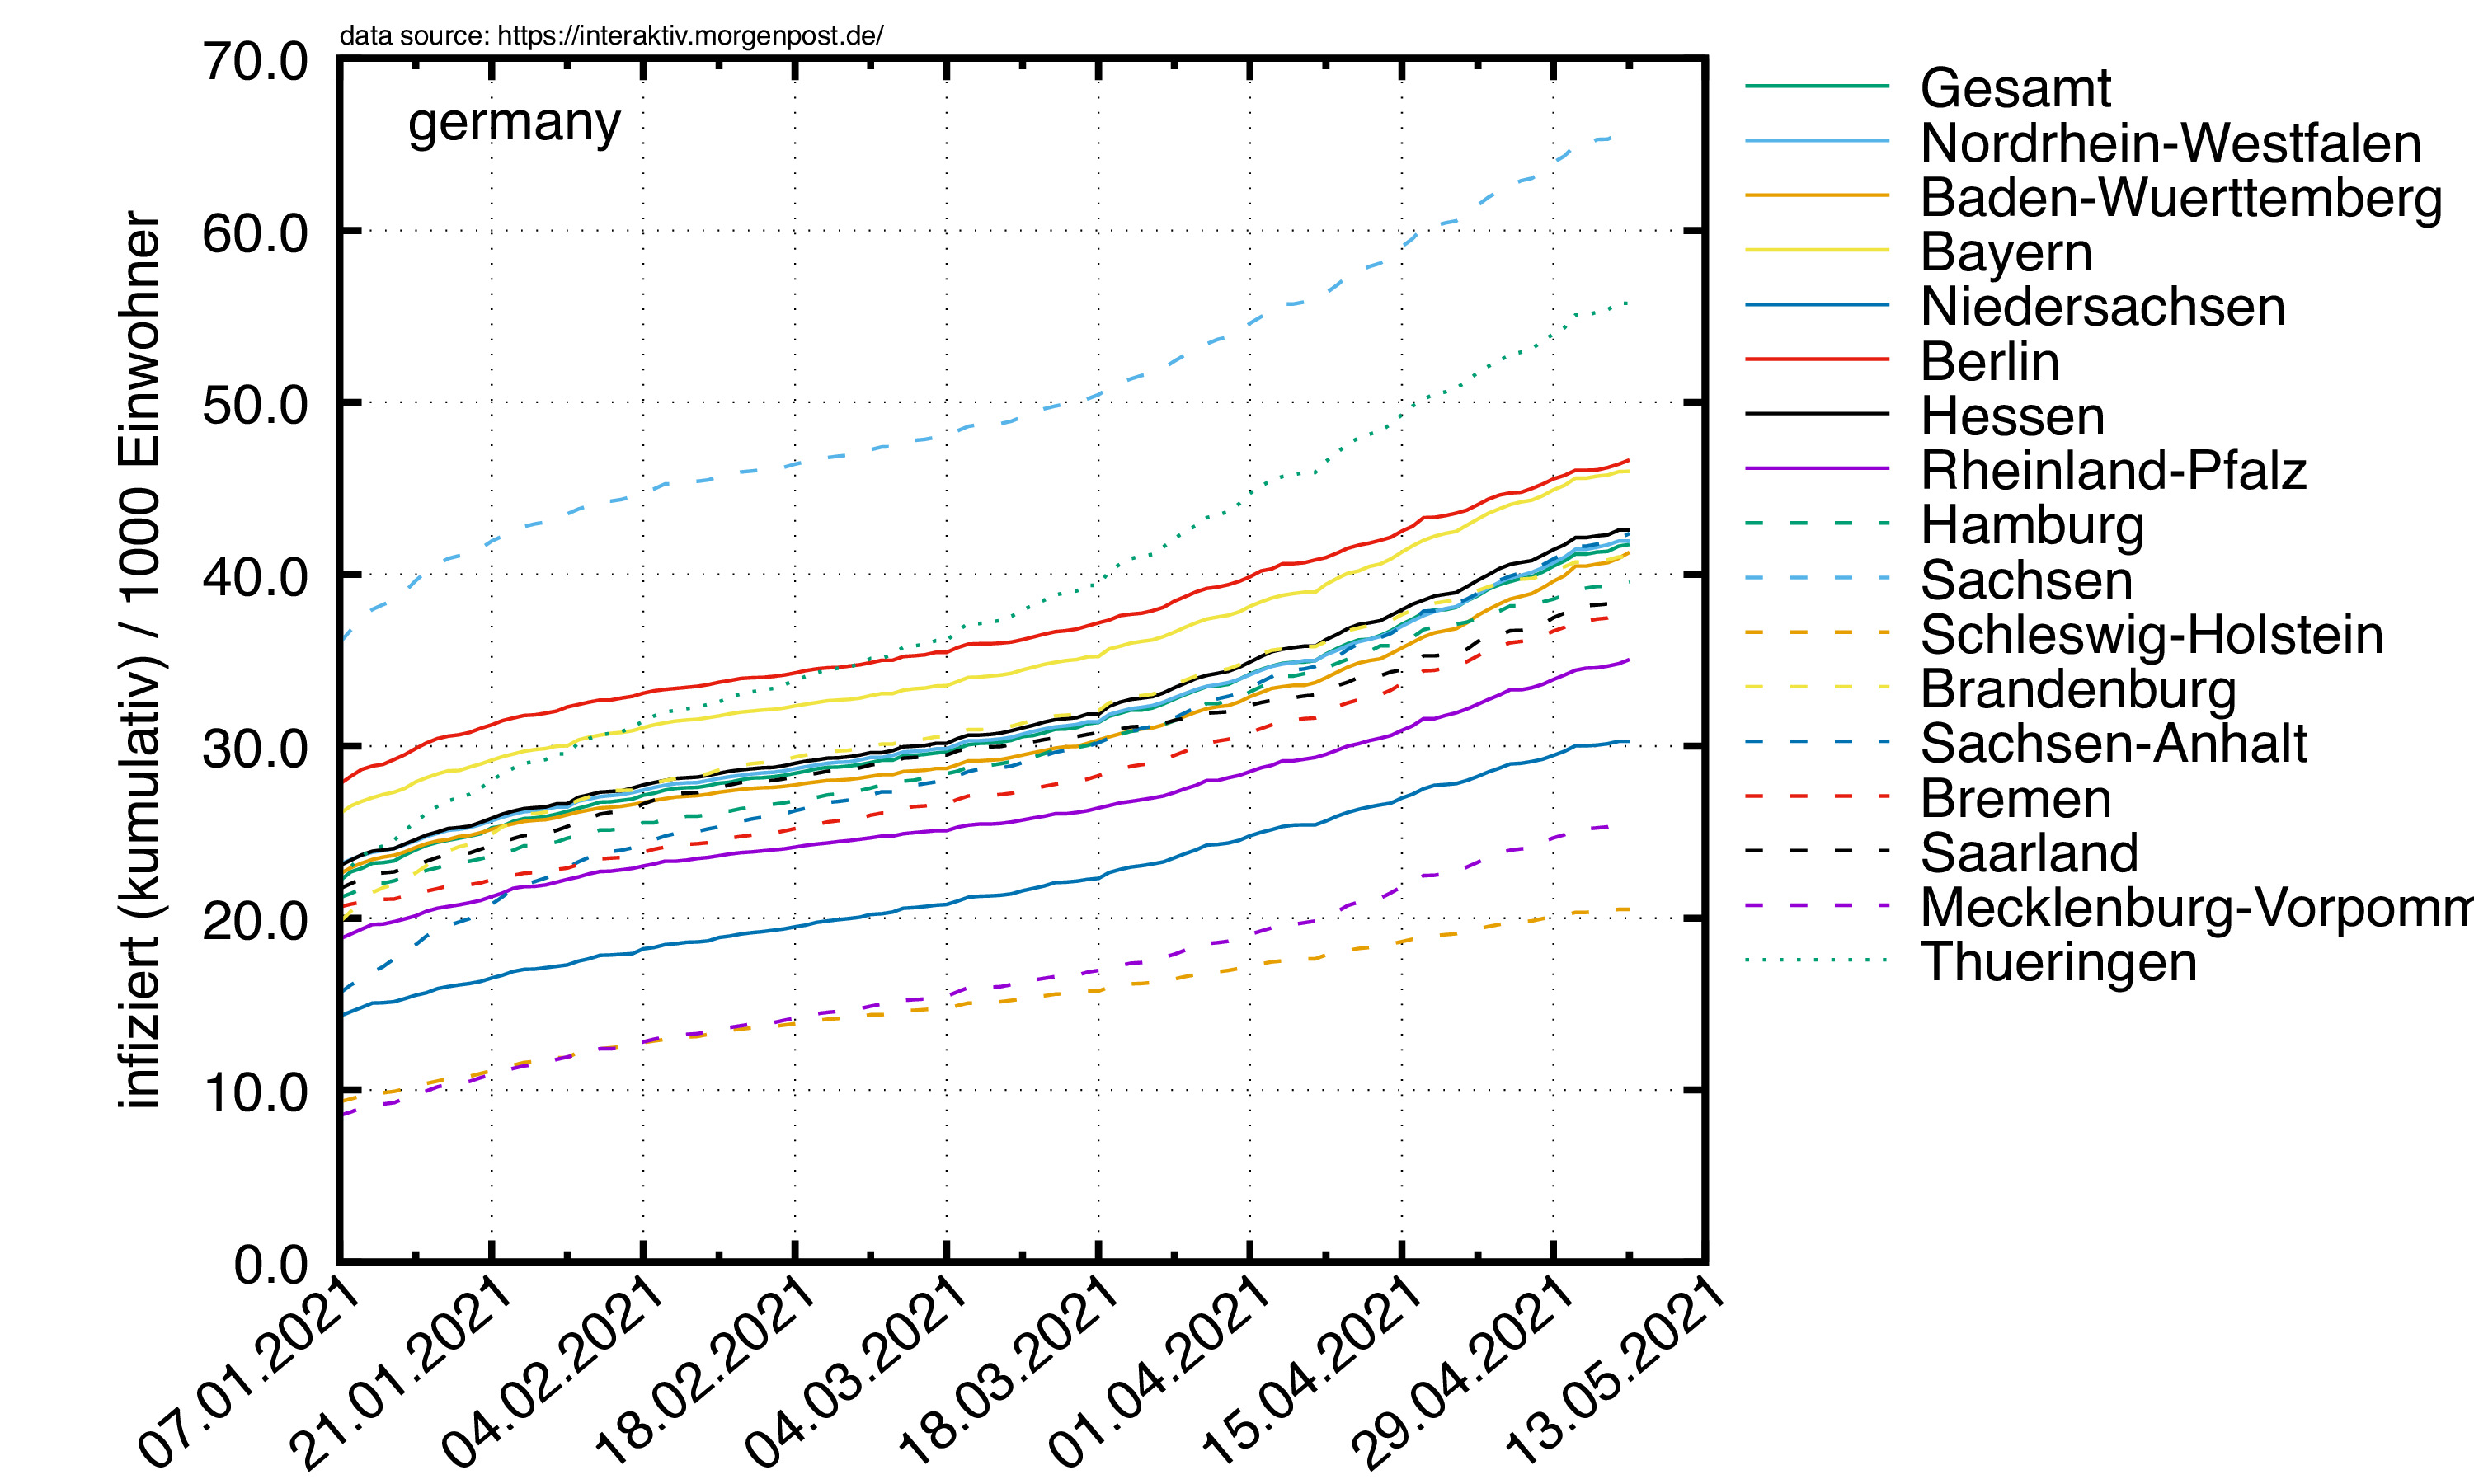 data source: https://interaktiv.morgenpost.de/
germany
infiziert (kumulativ) / 1000 Einwohner
70.0
60.0
50.0
40.0
30.0
20.0
10.0
0.0
07.01.2021
21.01.2021
04.02.2021
18.02.2021
04.03.2021
18.03.2021
01.04.2021
15.04.2021
29.04.2021
13.05.2021
Gesamt
Nordrhein-Westfalen
Baden-Wuerttemberg
Bayern
Niedersachsen
Berlin
Hessen
Rheinland-Pfalz
Hamburg
Sachsen
Schleswig-Holstein
Brandenburg
Sachsen-Anhalt
Bremen
Saarland
Mecklenburg-Vorpomm
Thueringen